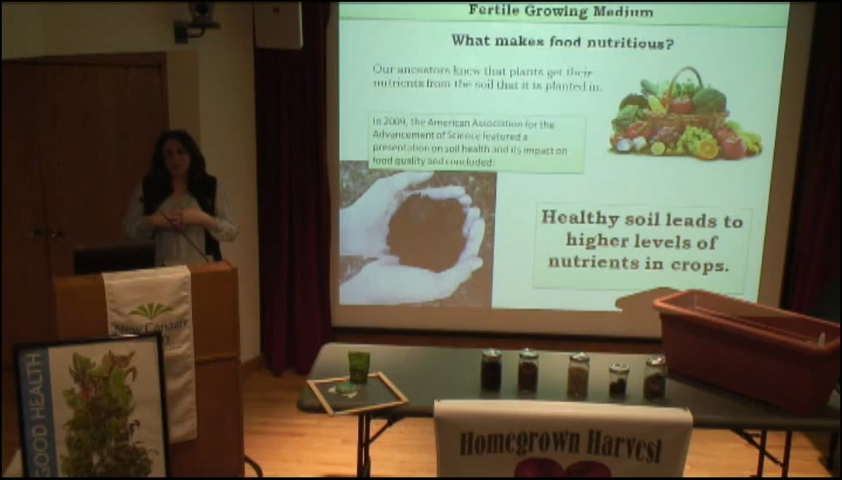 Fertile Growing Medium
What makes food nutritious?
Our ancestors knew that plants get their
nutrients from the soil that it is planted in.
In 2009, the American Association for the
Advancement of Science featured a
presentation on soil health and its impact on
food quality and concluded:
Healthy soil leads to
higher levels of
nutrients in crops.
New Canaan
GOOD HEALTH
Homegrown Harvest